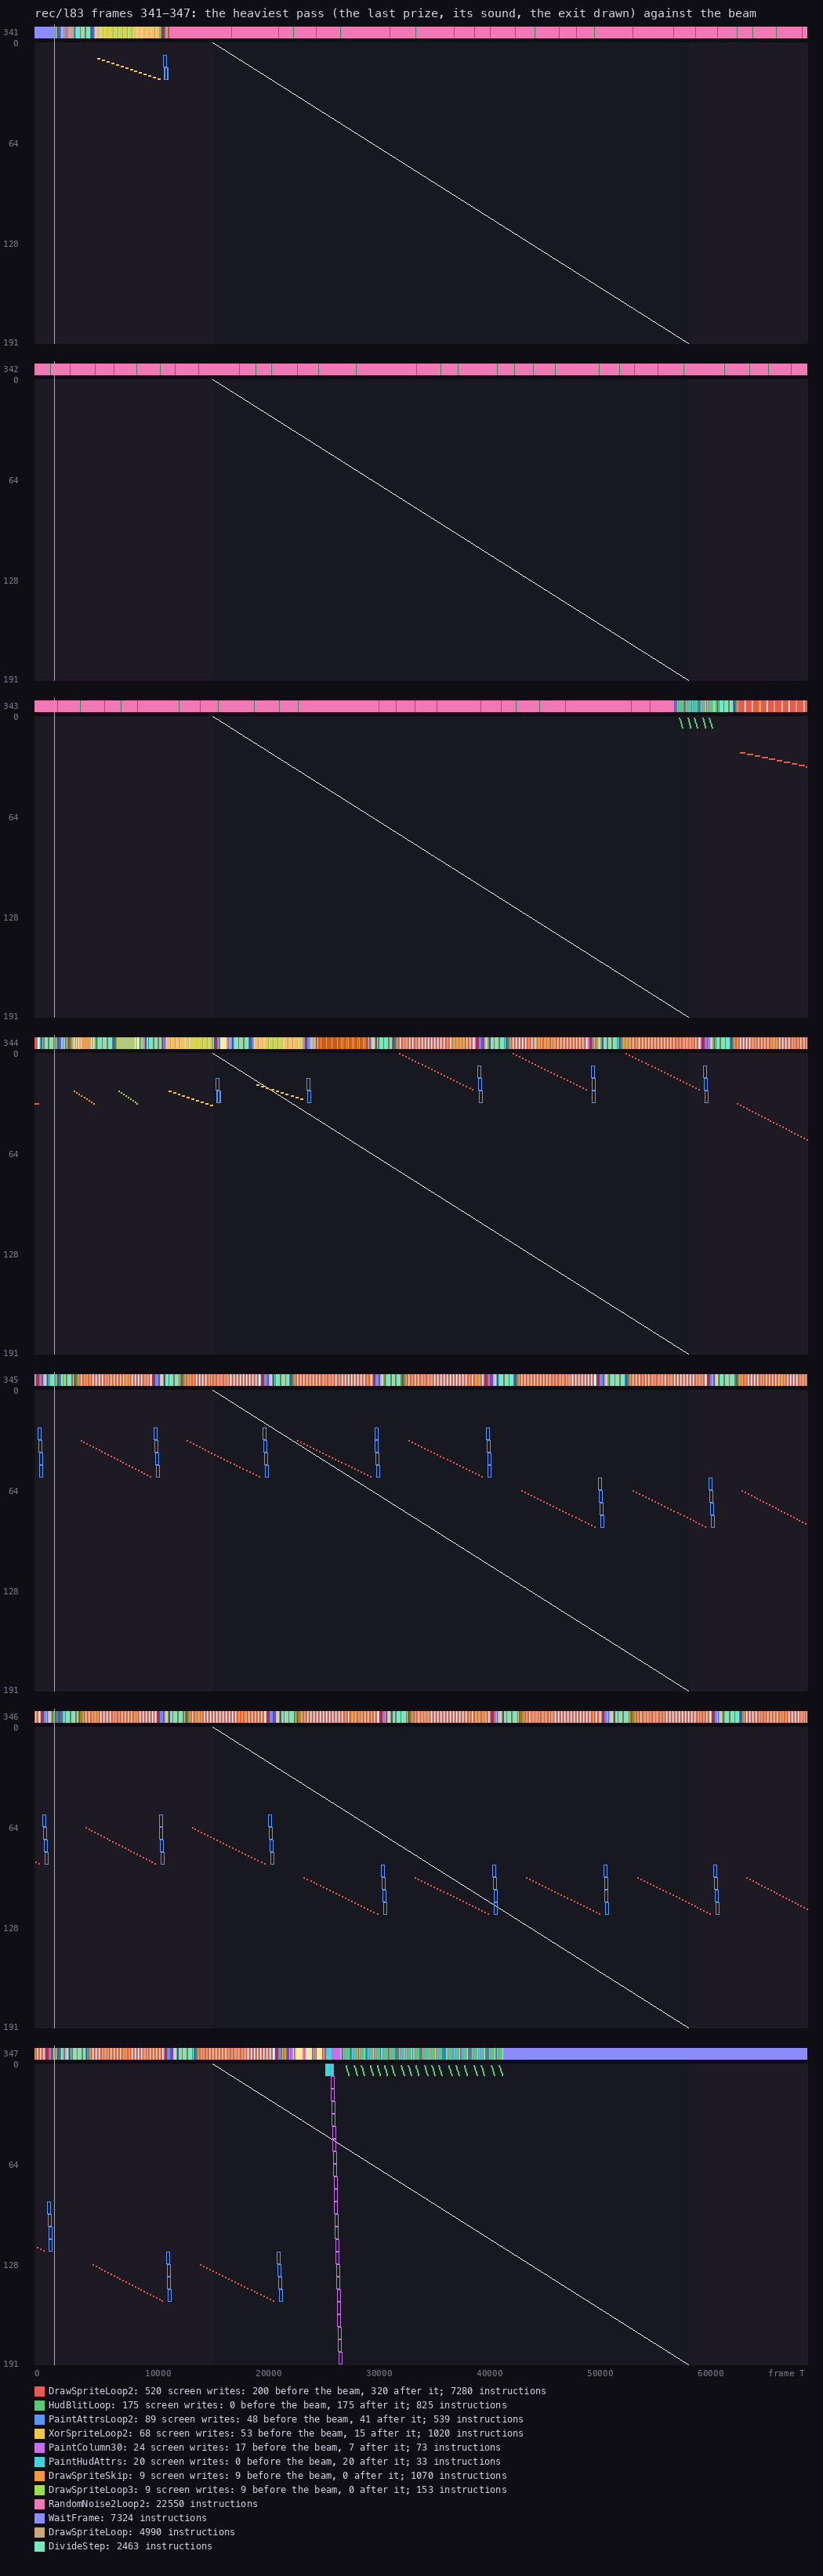 rec/l83 frames 341–347: the heaviest pass (the last prize, its sound, the exit drawn) against the beam
341
0
64
128
191
342
0
64
128
191
343
0
64
128
191
344
0
64
128
191
345
0
64
128
191
346
0
64
128
191
347
0
64
128
191
0 10000 20000 30000 40000 50000 60000 frame T
DrawSpriteLoop2: 520 screen writes: 200 before the beam, 320 after it; 7280 instructions
HudBlitLoop: 175 screen writes: 0 before the beam, 175 after it; 825 instructions
PaintAttrsLoop2: 89 screen writes: 48 before the beam, 41 after it; 539 instructions
XorSpriteLoop2: 68 screen writes: 53 before the beam, 15 after it; 1020 instructions
PaintColumn30: 24 screen writes: 17 before the beam, 7 after it; 73 instructions
PaintHudAttrs: 20 screen writes: 0 before the beam, 20 after it; 33 instructions
DrawSpriteSkip: 9 screen writes: 9 before the beam, 0 after it; 1070 instructions
DrawSpriteLoop3: 9 screen writes: 9 before the beam, 0 after it; 153 instructions
RandomNoise2Loop2: 22550 instructions
WaitFrame: 7324 instructions
DrawSpriteLoop: 4990 instructions
DivideStep: 2463 instructions